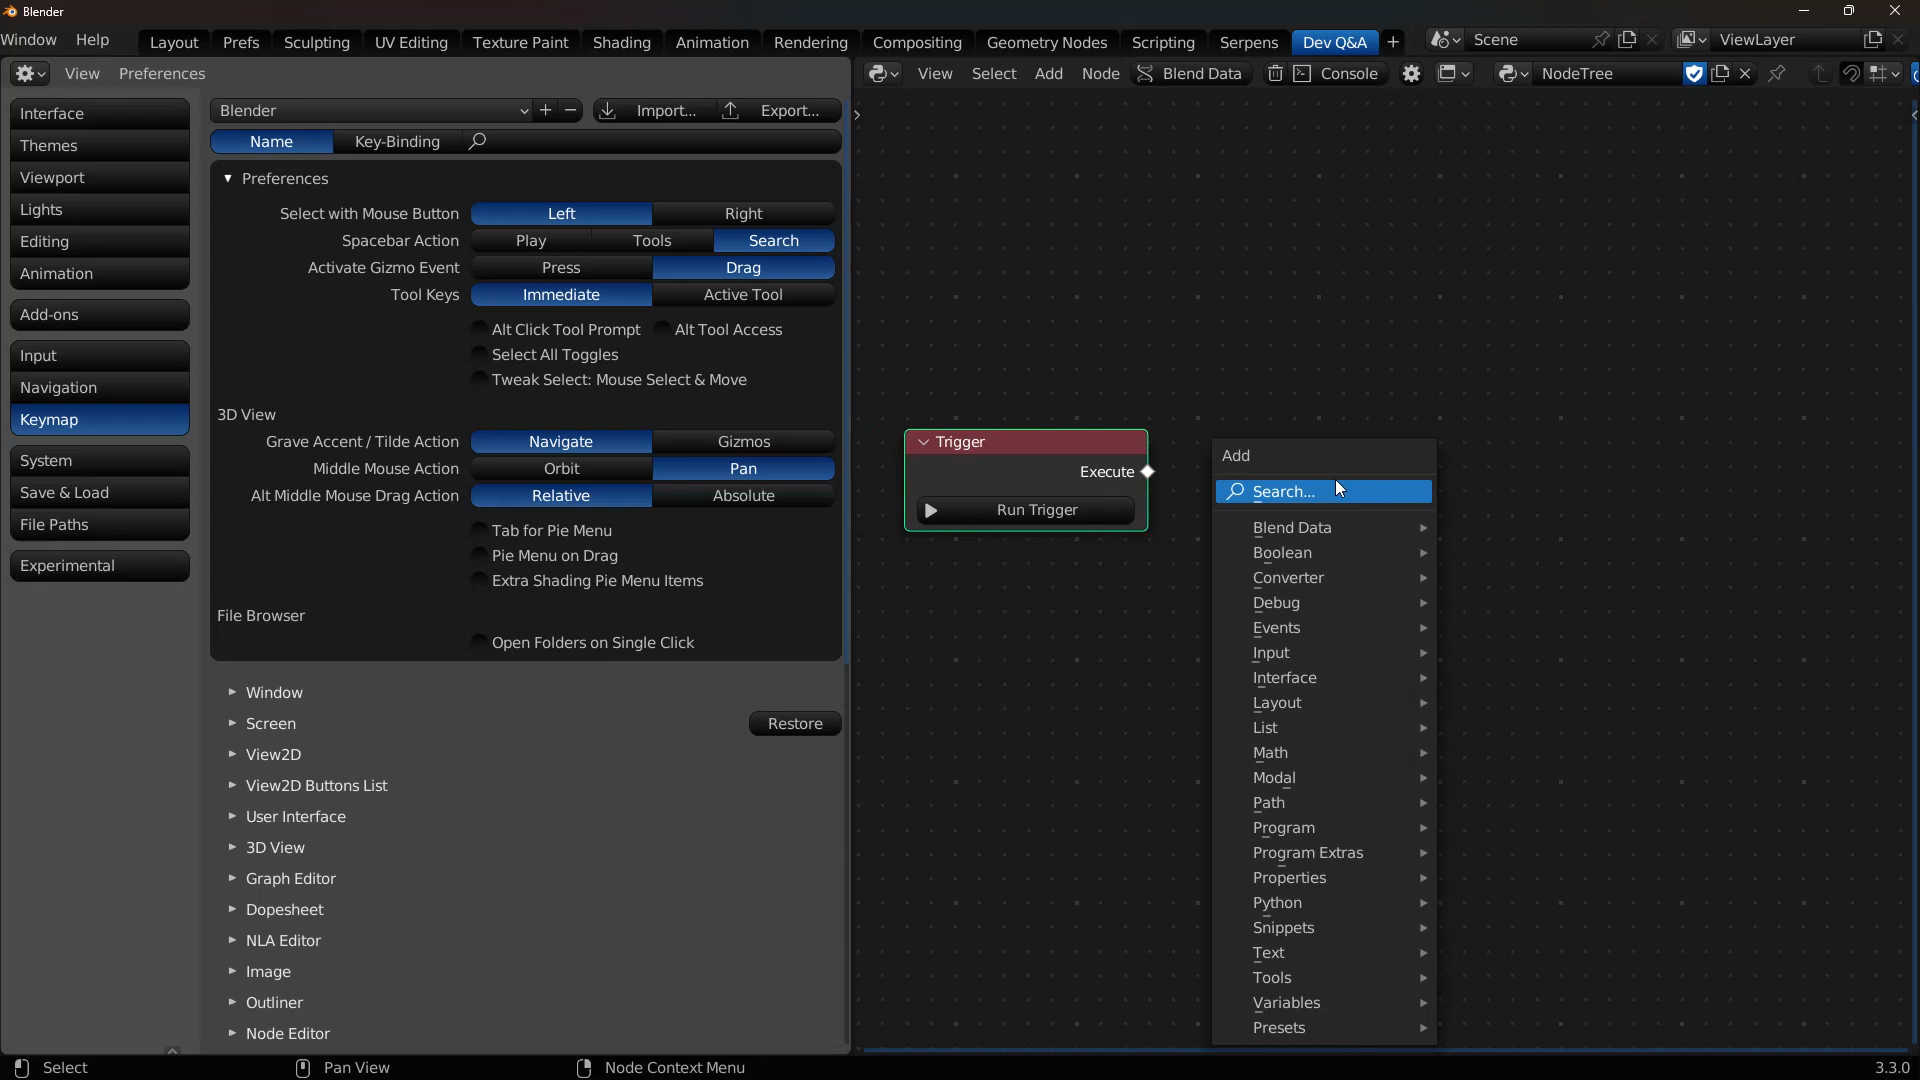 Blender
Window Help Layout Prefs Sculpting UV Editing Texture Paint Shading Animation Rendering Compositing Geometry Nodes Scripting Serpens Dev Q&A + Scene ViewLayer
View Preferences
View Select Add Node Blend Data Console NodeTree
Interface
Themes
Viewport
Lights
Editing
Animation
Add-ons
Input
Navigation
Keymap
System
Save & Load
File Paths
Experimental
Blender Import... Export...
Name Key-Binding
Preferences
Select with Mouse Button Left Right
Spacebar Action Play Tools Search
Activate Gizmo Event Press Drag
Tool Keys Immediate Active Tool
Alt Click Tool Prompt Alt Tool Access
Select All Toggles
Tweak Select: Mouse Select & Move
3D View
Grave Accent / Tilde Action Navigate Gizmos
Middle Mouse Action Orbit Pan
Alt Middle Mouse Drag Action Relative Absolute
Tab for Pie Menu
Pie Menu on Drag
Extra Shading Pie Menu Items
File Browser
Open Folders on Single Click
Window
Screen Restore
View2D
View2D Buttons List
User Interface
3D View
Graph Editor
Dopesheet
NLA Editor
Image
Outliner
Node Editor
Trigger
Execute
Run Trigger
Add
Search...
Blend Data
Boolean
Converter
Debug
Events
Input
Interface
Layout
List
Math
Modal
Path
Program
Program Extras
Properties
Python
Snippets
Text
Tools
Variables
Presets
Select Pan View Node Context Menu 3.3.0